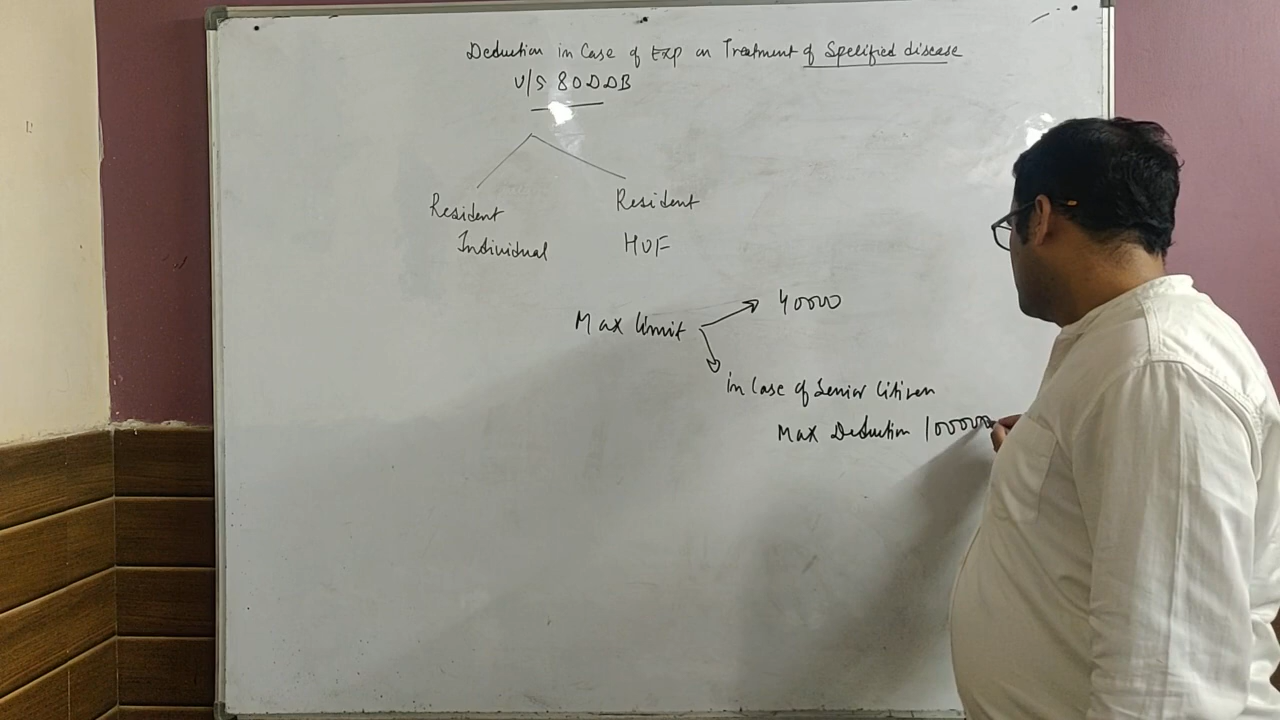 Deduction in Case of Exp on Treatment of Spelified disease
U/S 80DDB
Resident Resident
Individual HUF
Max limit 40000
in Case of Senior Citizen
Max Deduction 100000